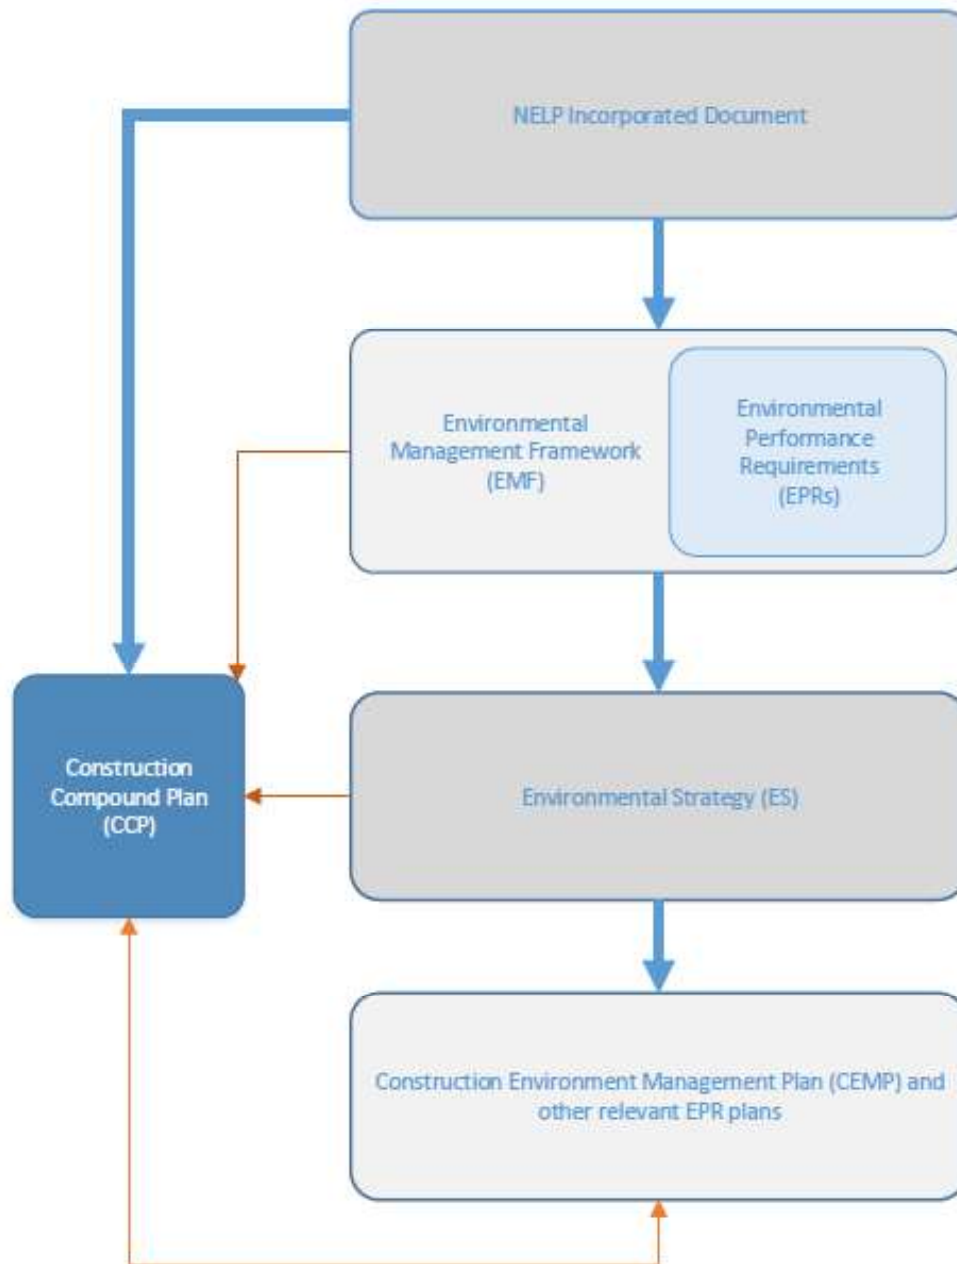 NELP Incorporated Document
Environmental
Management Framework
(EMF)
Environmental
Performance
Requirements
(EPRs)
Construction
Compound Plan
(CCP)
Environmental Strategy (ES)
Construction Environment Management Plan (CEMP) and
other relevant EPR plans